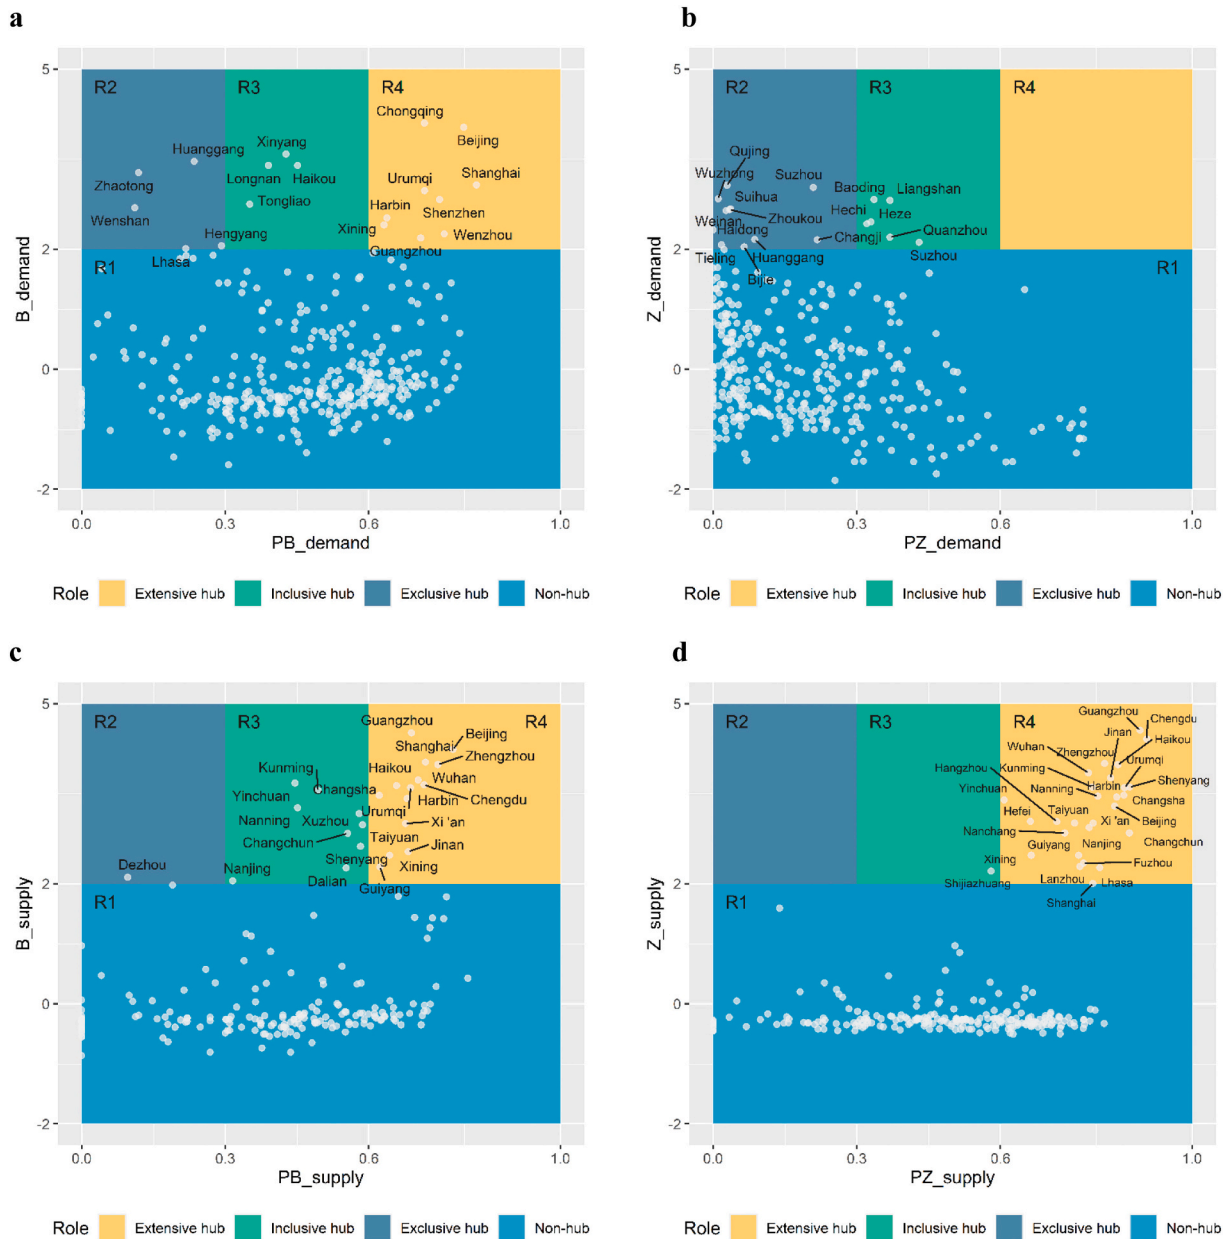 a
5
R2
R3
R4
Chongqing
Xinyang
Beijing
Huanggang
Shanghai
Longnan
Haikou
Urumqi
Zhaotong
Tongliao
Harbin
Shenzhen
Wenshan
Xining
Wenzhou
Hengyang
Guangzhou
2
Lhasa
R1
B_demand
0
-2
0.0
0.3
0.6
1.0
PB_demand
Role
Extensive hub
Inclusive hub
Exclusive hub
Non-hub
b
5
R2
R3
R4
Qujing
Wuzhong
Suzhou
Baoding
Liangshan
Suihua
Hechi
Heze
Weinan
Zhoukou
Haidong
Changji
Quanzhou
2
Tieling
Huanggang
Suzhou
R1
Bijie
Z_demand
0
-2
0.0
0.3
0.6
1.0
PZ_demand
Role
Extensive hub
Inclusive hub
Exclusive hub
Non-hub
c
5
R2
R3
R4
Guangzhou
Beijing
Shanghai
Zhengzhou
Kunming
Haikou
Wuhan
Changsha
Yinchuan
Harbin
Chengdu
Urumqi
Nanning
Xuzhou
Xi 'an
Changchun
Taiyuan
Jinan
Shenyang
Dezhou
Nanjing
Xining
Dalian
Guiyang
2
R1
B_supply
0
-2
0.0
0.3
0.6
1.0
PB_supply
Role
Extensive hub
Inclusive hub
Exclusive hub
Non-hub
d
5
R2
R3
R4
Guangzhou
Chengdu
Jinan
Wuhan
Zhengzhou
Haikou
Hangzhou
Kunming
Urumqi
Shenyang
Yinchuan
Nanning
Harbin
Changsha
Hefei
Taiyuan
Xi 'an
Beijing
Nanchang
Guiyang
Nanjing
Changchun
Xining
Fuzhou
Shijiazhuang
Lanzhou
Lhasa
2
Shanghai
R1
Z_supply
0
-2
0.0
0.3
0.6
1.0
PZ_supply
Role
Extensive hub
Inclusive hub
Exclusive hub
Non-hub